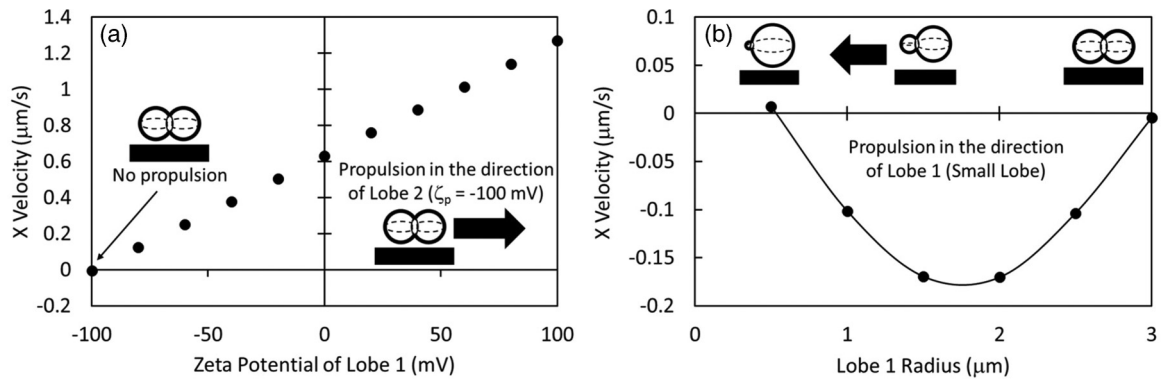 (a)
1.4
1.2
1
0.8
0.6
0.4
0.2
0
-0.2
X Velocity (μm/s)
No propulsion
Propulsion in the direction
of Lobe 2 (ζp = -100 mV)
-100
-50
0
50
100
Zeta Potential of Lobe 1 (mV)
(b)
0.1
0.05
0
-0.05
-0.1
-0.15
-0.2
X Velocity (μm/s)
Propulsion in the direction
of Lobe 1 (Small Lobe)
0
1
2
3
Lobe 1 Radius (μm)